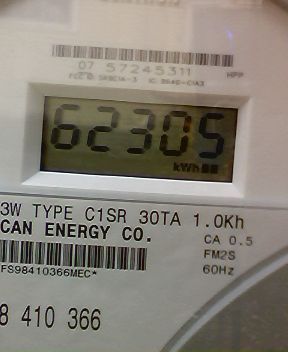 07 57245311
HPP
62305
kWh
3W TYPE C1SR 30TA 1.0Kh
CAN ENERGY CO.
CA 0.5
FM2S
FS98410366MEC*
60Hz
8 410 366